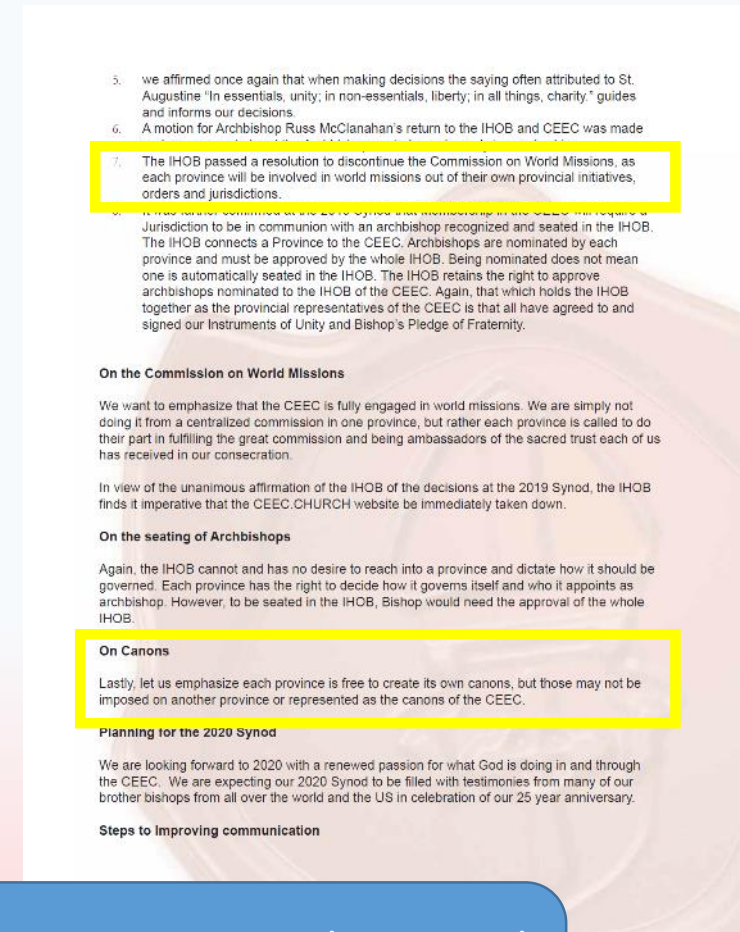 5. we affirmed once again that when making decisions the saying often attributed to St.
Augustine “In essentials, unity; in non-essentials, liberty; in all things, charity.” guides
and informs our decisions.
6. A motion for Archbishop Russ McClanahan’s return to the IHOB and CEEC was made
7. The IHOB passed a resolution to discontinue the Commission on World Missions, as
each province will be involved in world missions out of their own provincial initiatives,
orders and jurisdictions.
Jurisdiction to be in communion with an archbishop recognized and seated in the IHOB.
The IHOB connects a Province to the CEEC. Archbishops are nominated by each
province and must be approved by the whole IHOB. Being nominated does not mean
one is automatically seated in the IHOB. The IHOB retains the right to approve
archbishops nominated to the IHOB of the CEEC. Again, that which holds the IHOB
together as the provincial representatives of the CEEC is that all have agreed to and
signed our Instruments of Unity and Bishop’s Pledge of Fraternity.
On the Commission on World Missions
We want to emphasize that the CEEC is fully engaged in world missions. We are simply not
doing it from a centralized commission in one province, but rather each province is called to do
their part in fulfilling the great commission and being ambassadors of the sacred trust each of us
has received in our consecration.
In view of the unanimous affirmation of the IHOB of the decisions at the 2019 Synod, the IHOB
finds it imperative that the CEEC.CHURCH website be immediately taken down.
On the seating of Archbishops
Again, the IHOB cannot and has no desire to reach into a province and dictate how it should be
governed. Each province has the right to decide how it governs itself and who it appoints as
archbishop. However, to be seated in the IHOB, Bishop would need the approval of the whole
IHOB.
On Canons
Lastly, let us emphasize each province is free to create its own canons, but those may not be
imposed on another province or represented as the canons of the CEEC.
Planning for the 2020 Synod
We are looking forward to 2020 with a renewed passion for what God is doing in and through
the CEEC. We are expecting our 2020 Synod to be filled with testimonies from many of our
brother bishops from all over the world and the US in celebration of our 25 year anniversary.
Steps to Improving communication